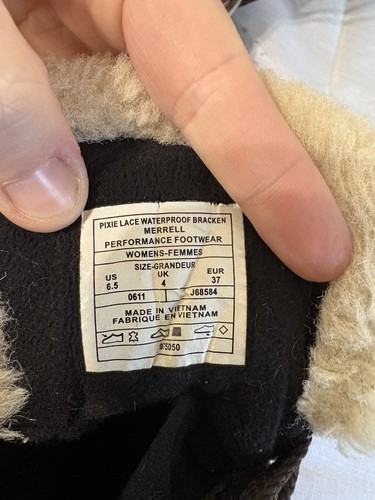 PIXIE LACE WATERPROOF BRACKEN
MERRELL
PERFORMANCE FOOTWEAR
WOMENS-FEMMES
SIZE-GRANDEUR
US UK EUR
6.5 4 37
0611 J68584
MADE IN VIETNAM
FABRIQUE EN VIETNAM